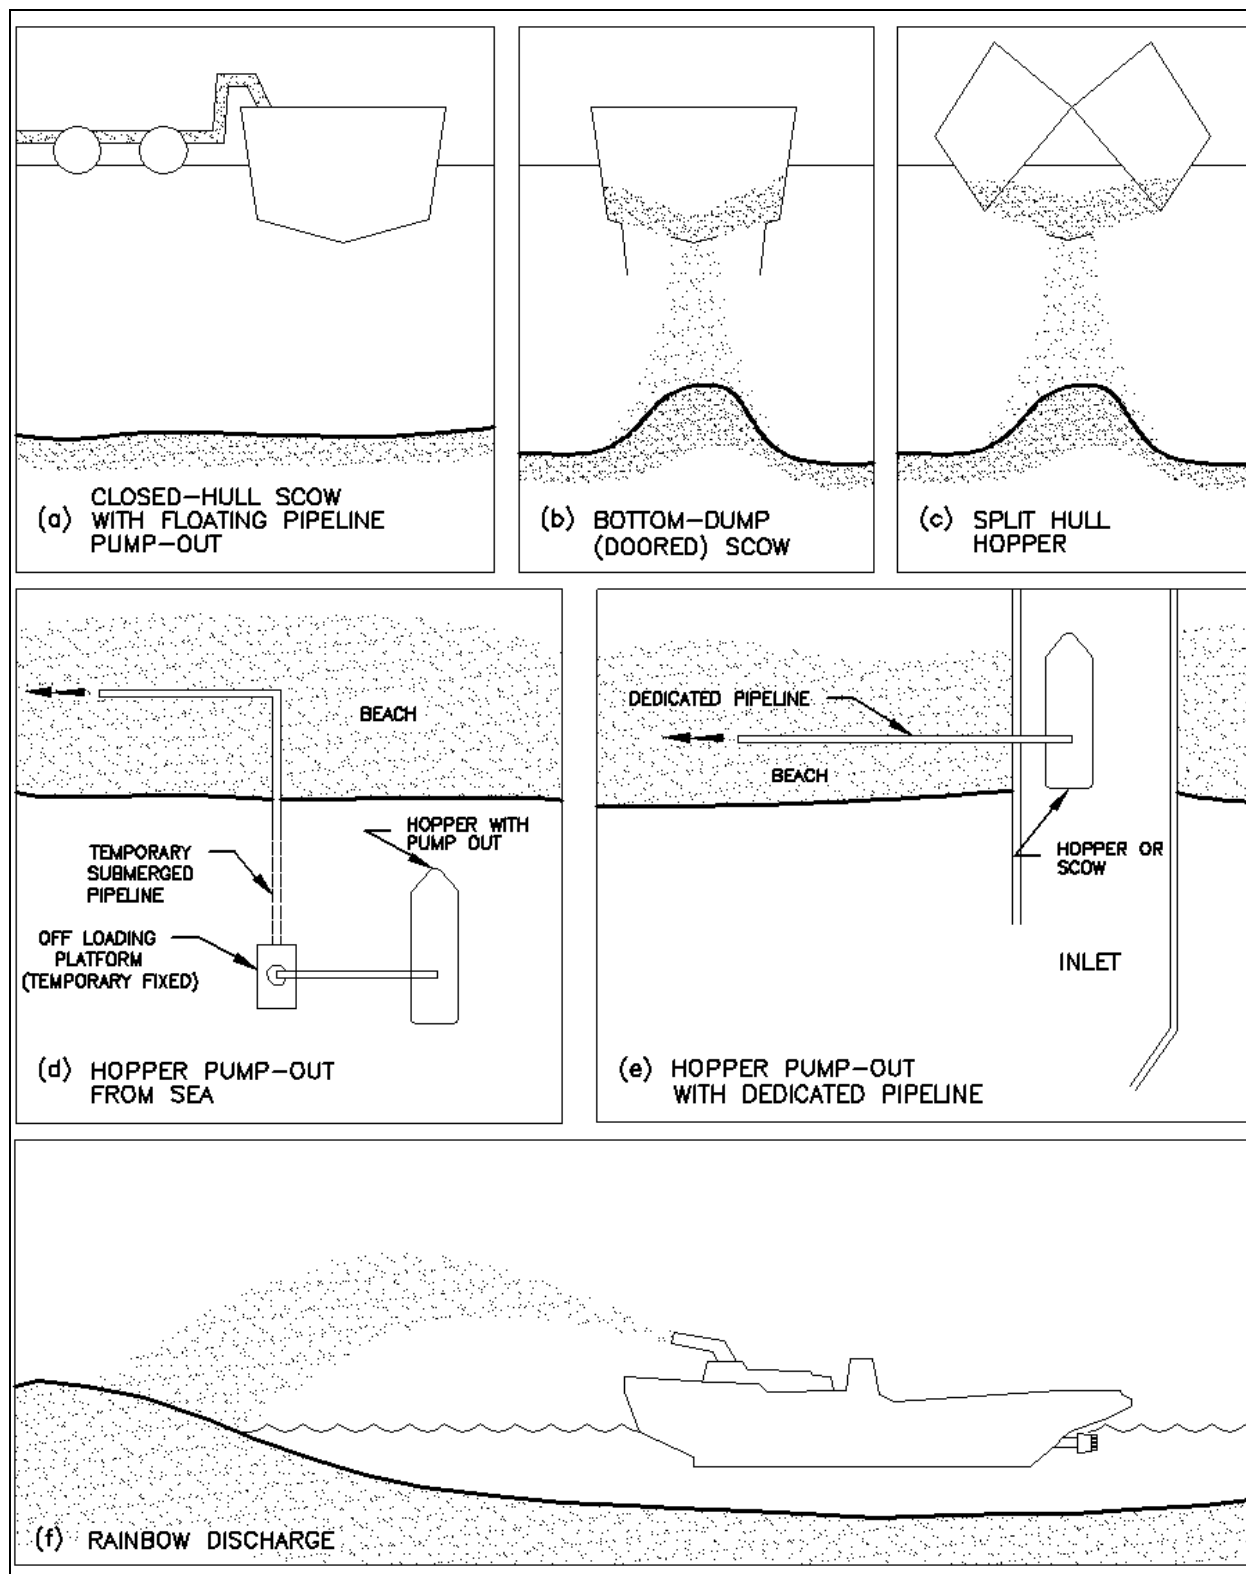 (a) CLOSED-HULL SCOW
WITH FLOATING PIPELINE
PUMP-OUT
(b) BOTTOM-DUMP
(DOORED) SCOW
(c) SPLIT HULL
HOPPER
BEACH
HOPPER WITH
PUMP OUT
TEMPORARY
SUBMERGED
PIPELINE
OFF LOADING
PLATFORM
(TEMPORARY FIXED)
(d) HOPPER PUMP-OUT
FROM SEA
DEDICATED PIPELINE
BEACH
HOPPER OR
SCOW
INLET
(e) HOPPER PUMP-OUT
WITH DEDICATED PIPELINE
(f) RAINBOW DISCHARGE